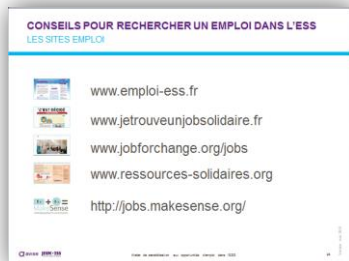 CONSEILS POUR RECHERCHER UN EMPLOI DANS L'ESS
LES SITES EMPLOI
www.emploi-ess.fr
www.jetrouveunjobsolidaire.fr
www.jobforchange.org/jobs
www.ressources-solidaires.org
http://jobs.makesense.org/